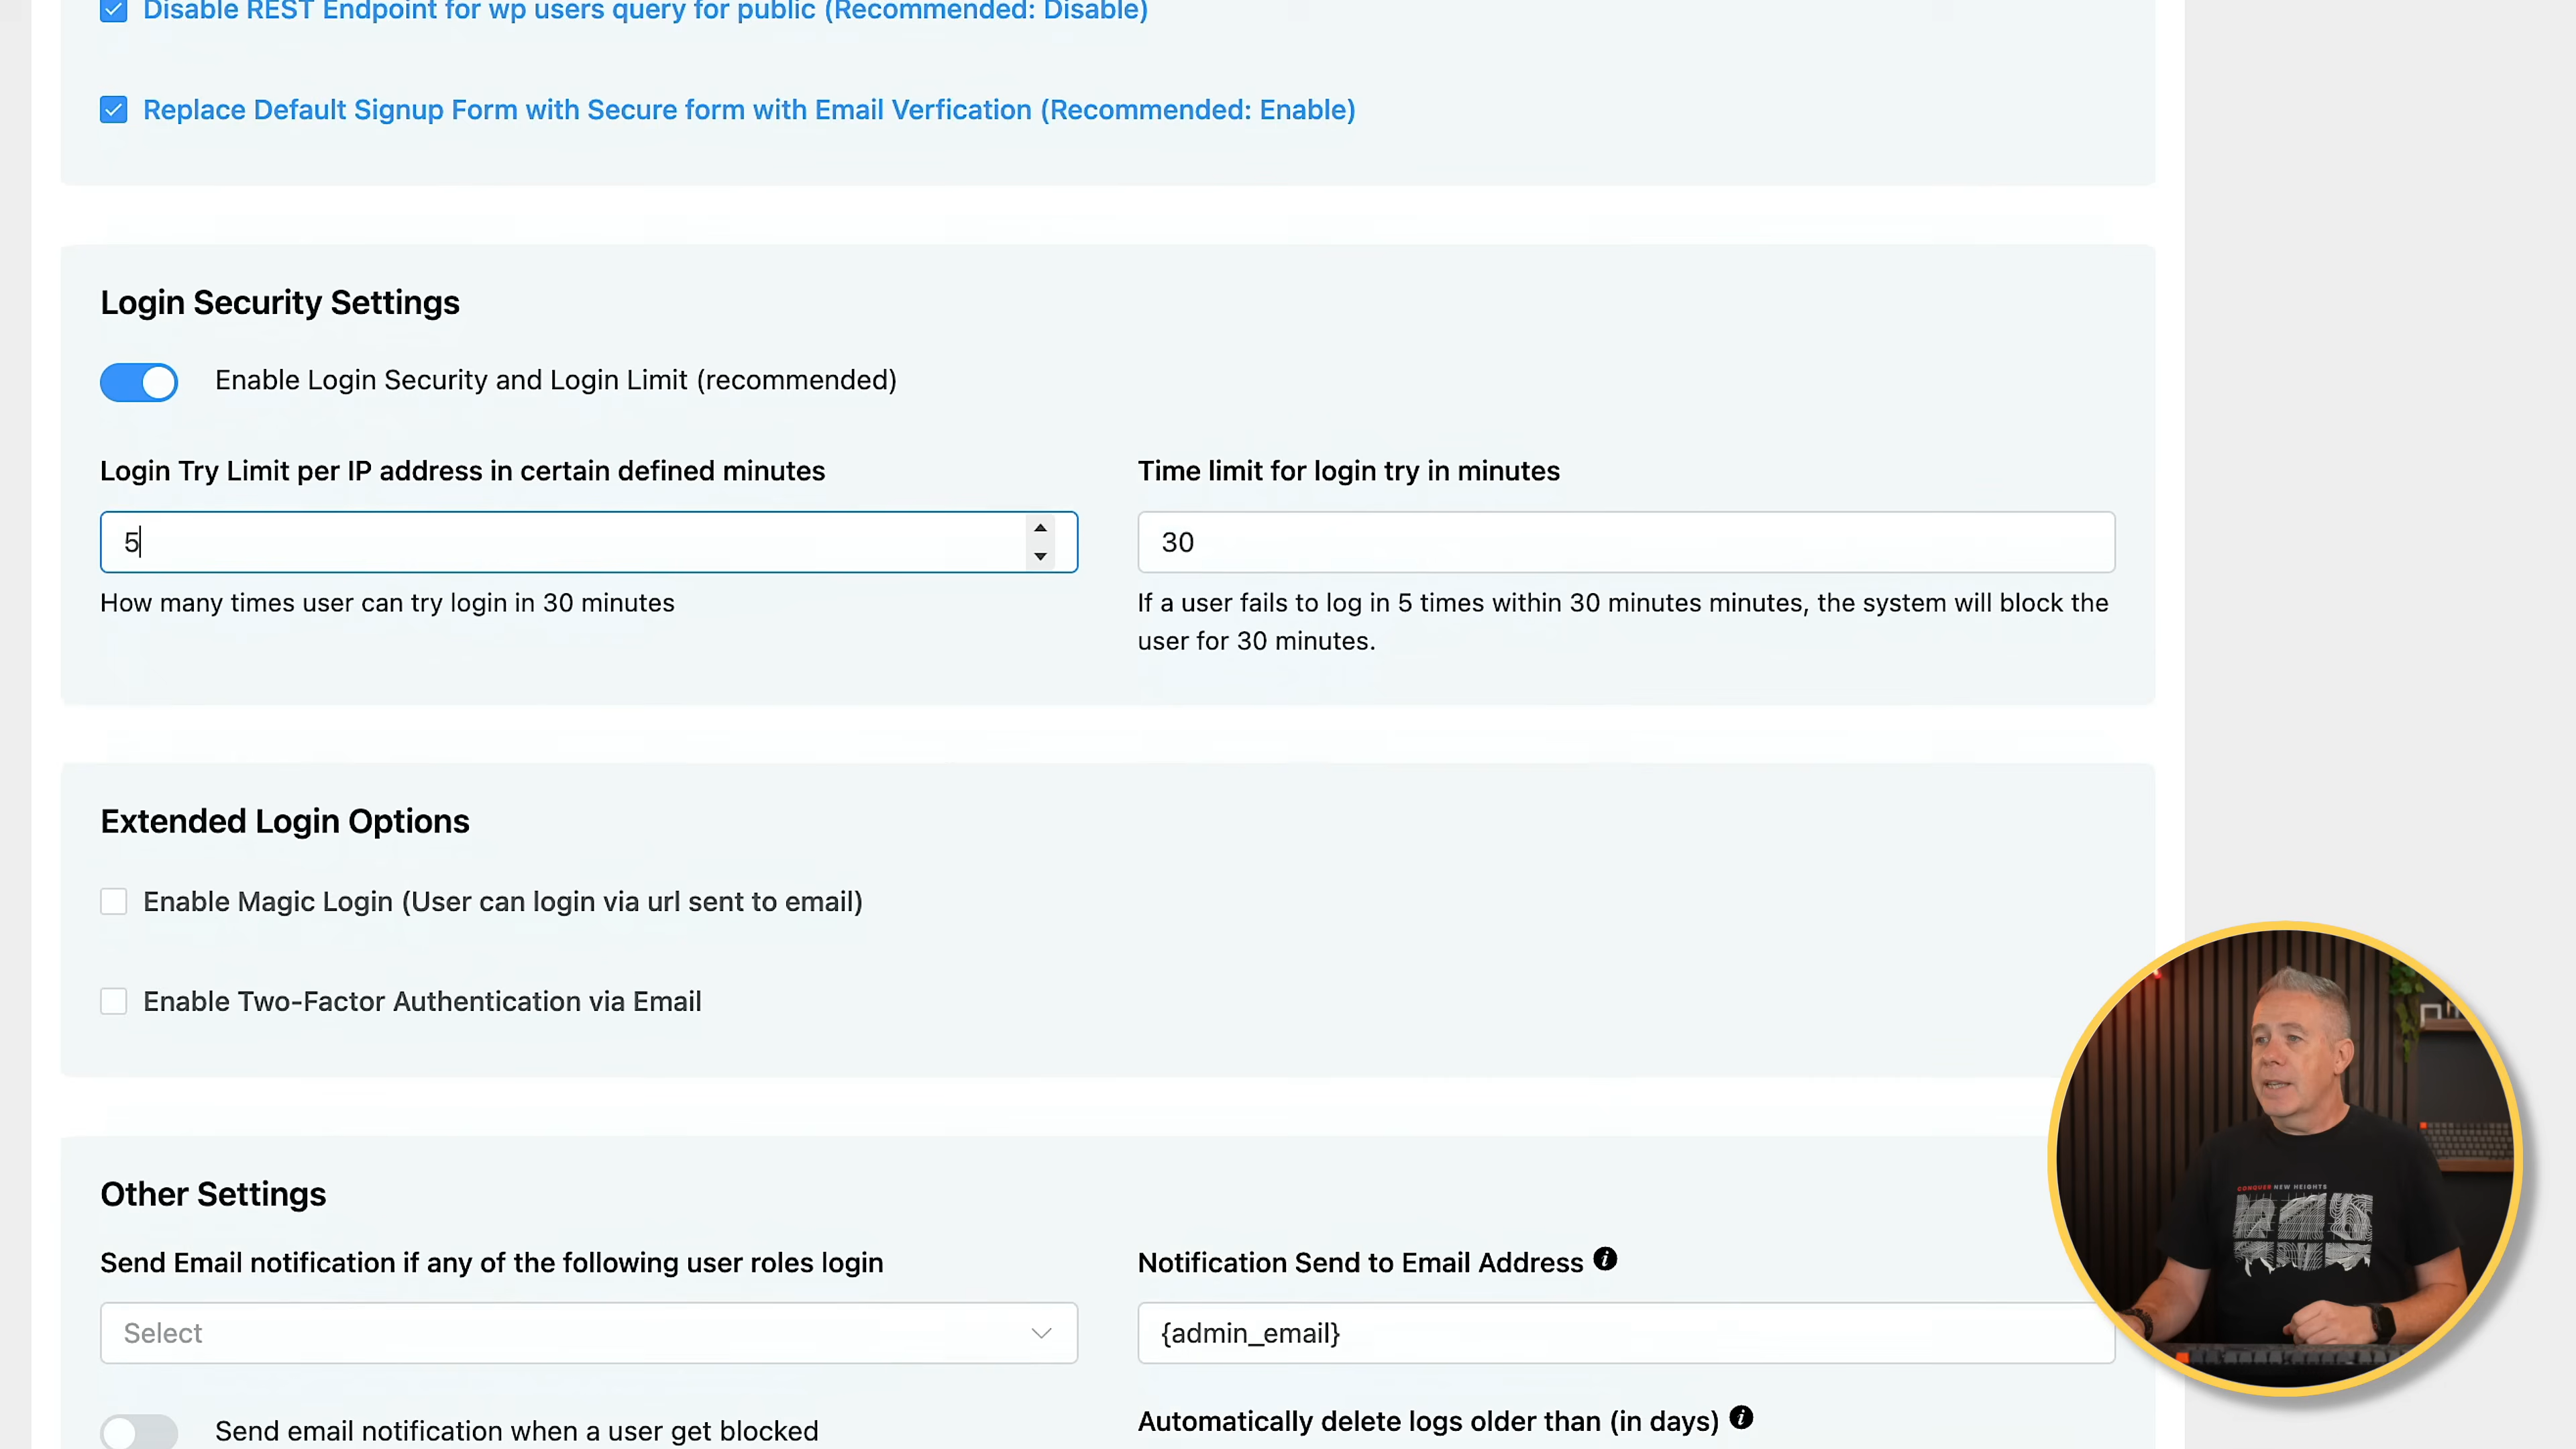 Disable REST Endpoint for wp users query for public (Recommended: Disable)
Replace Default Signup Form with Secure form with Email Verfication (Recommended: Enable)
Login Security Settings
Enable Login Security and Login Limit (recommended)
Login Try Limit per IP address in certain defined minutes
5
How many times user can try login in 30 minutes
Time limit for login try in minutes
30
If a user fails to log in 5 times within 30 minutes minutes, the system will block the
user for 30 minutes.
Extended Login Options
Enable Magic Login (User can login via url sent to email)
Enable Two-Factor Authentication via Email
Other Settings
Send Email notification if any of the following user roles login
Select
Notification Send to Email Address
{admin_email}
Send email notification when a user get blocked
Automatically delete logs older than (in days)
CONQUER NEW HEIGHTS